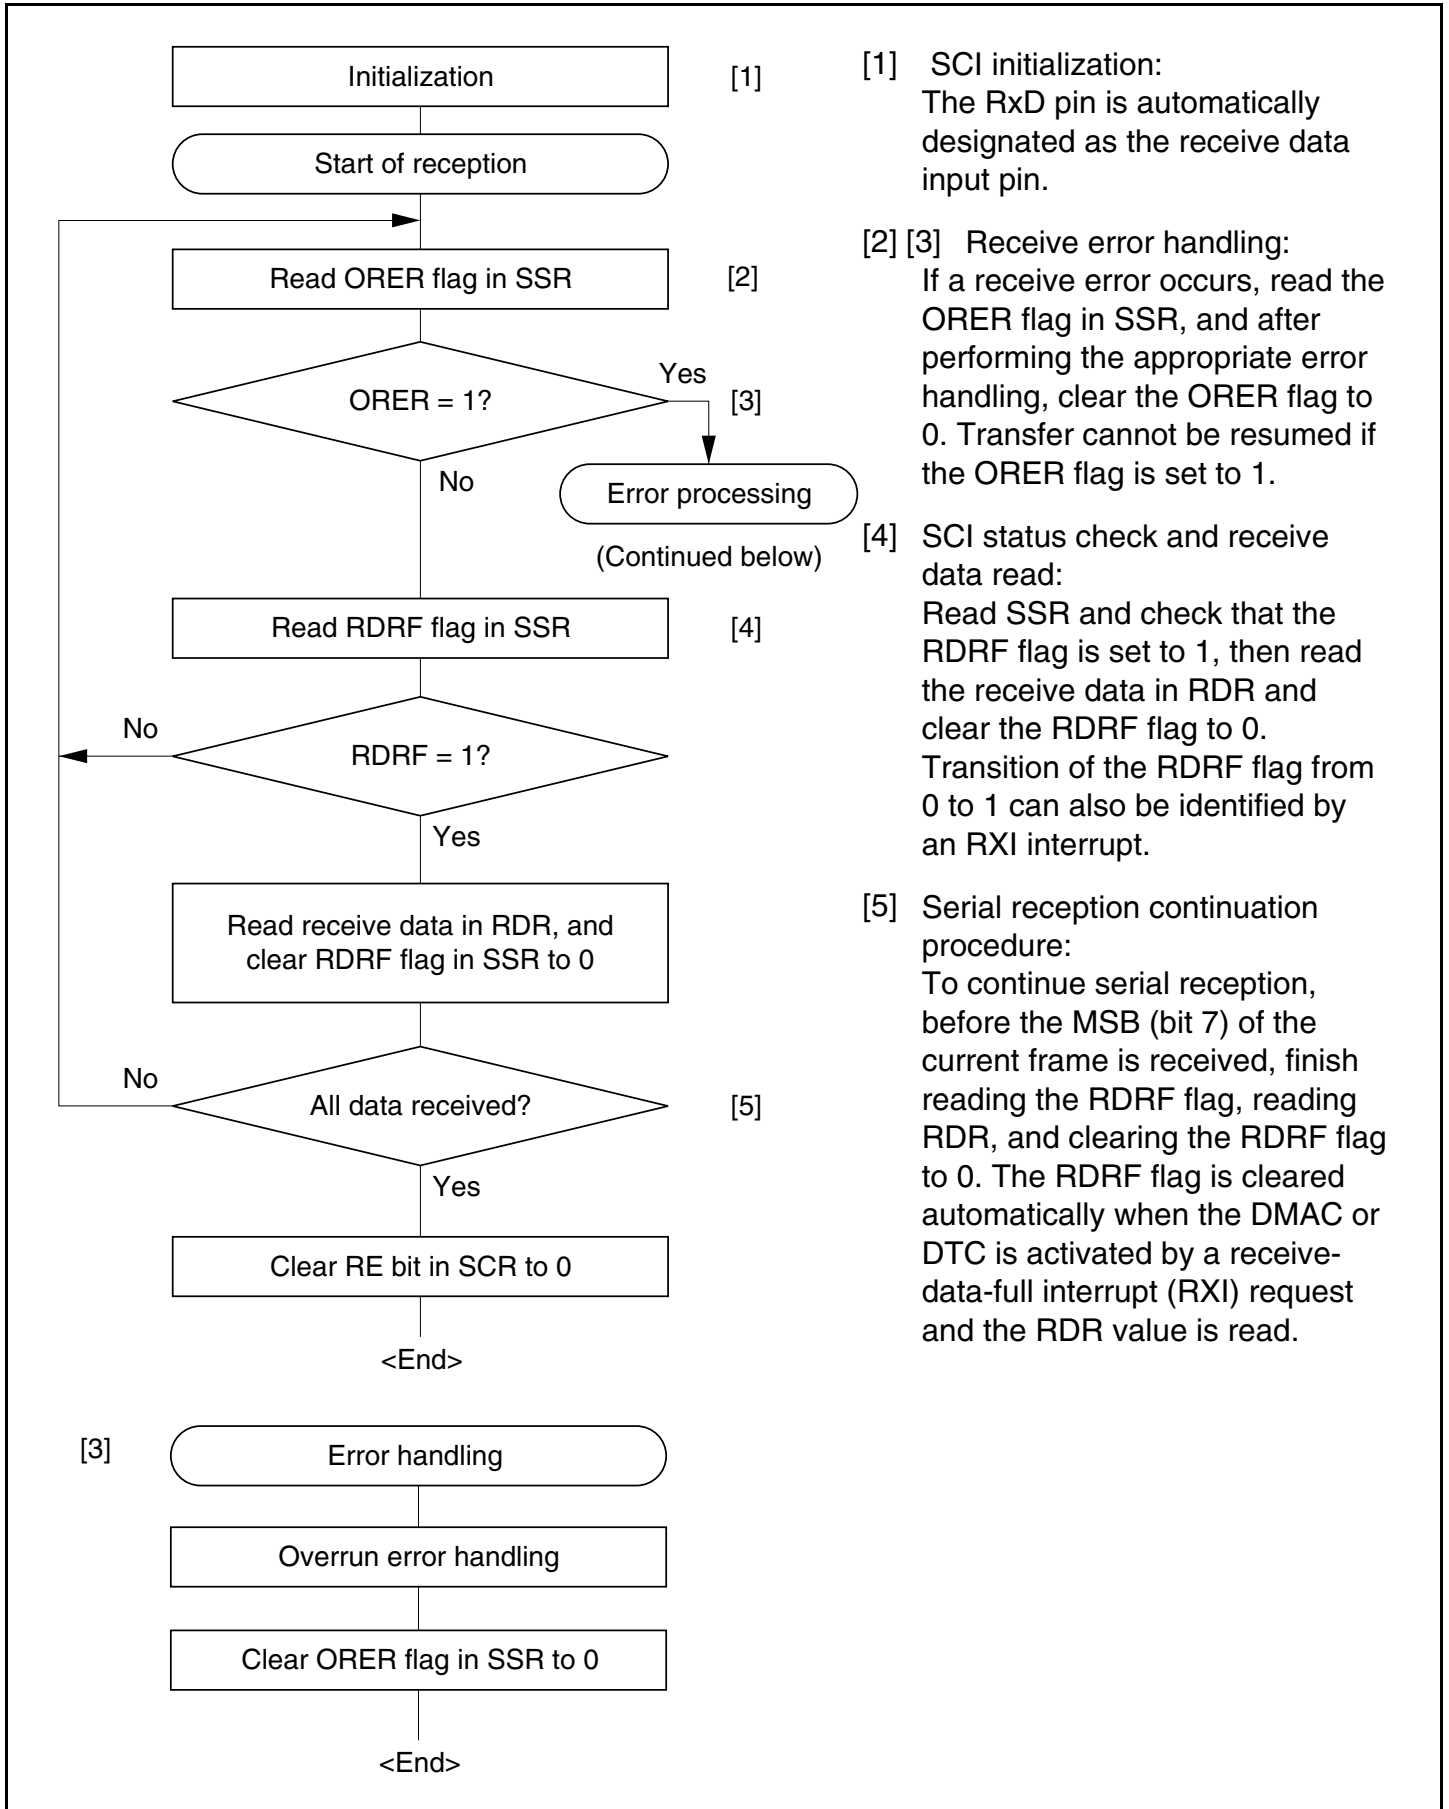 Initialization
[1]
Start of reception
Read ORER flag in SSR
[2]
ORER = 1?
Yes
[3]
No
Error processing
(Continued below)
Read RDRF flag in SSR
[4]
No
RDRF = 1?
Yes
Read receive data in RDR, and
clear RDRF flag in SSR to 0
No
All data received?
[5]
Yes
Clear RE bit in SCR to 0
<End>
[3]
Error handling
Overrun error handling
Clear ORER flag in SSR to 0
<End>
[1] SCI initialization:
The RxD pin is automatically
designated as the receive data
input pin.
[2] [3] Receive error handling:
If a receive error occurs, read the
ORER flag in SSR, and after
performing the appropriate error
handling, clear the ORER flag to
0. Transfer cannot be resumed if
the ORER flag is set to 1.
[4] SCI status check and receive
data read:
Read SSR and check that the
RDRF flag is set to 1, then read
the receive data in RDR and
clear the RDRF flag to 0.
Transition of the RDRF flag from
0 to 1 can also be identified by
an RXI interrupt.
[5] Serial reception continuation
procedure:
To continue serial reception,
before the MSB (bit 7) of the
current frame is received, finish
reading the RDRF flag, reading
RDR, and clearing the RDRF flag
to 0. The RDRF flag is cleared
automatically when the DMAC or
DTC is activated by a receive-
data-full interrupt (RXI) request
and the RDR value is read.